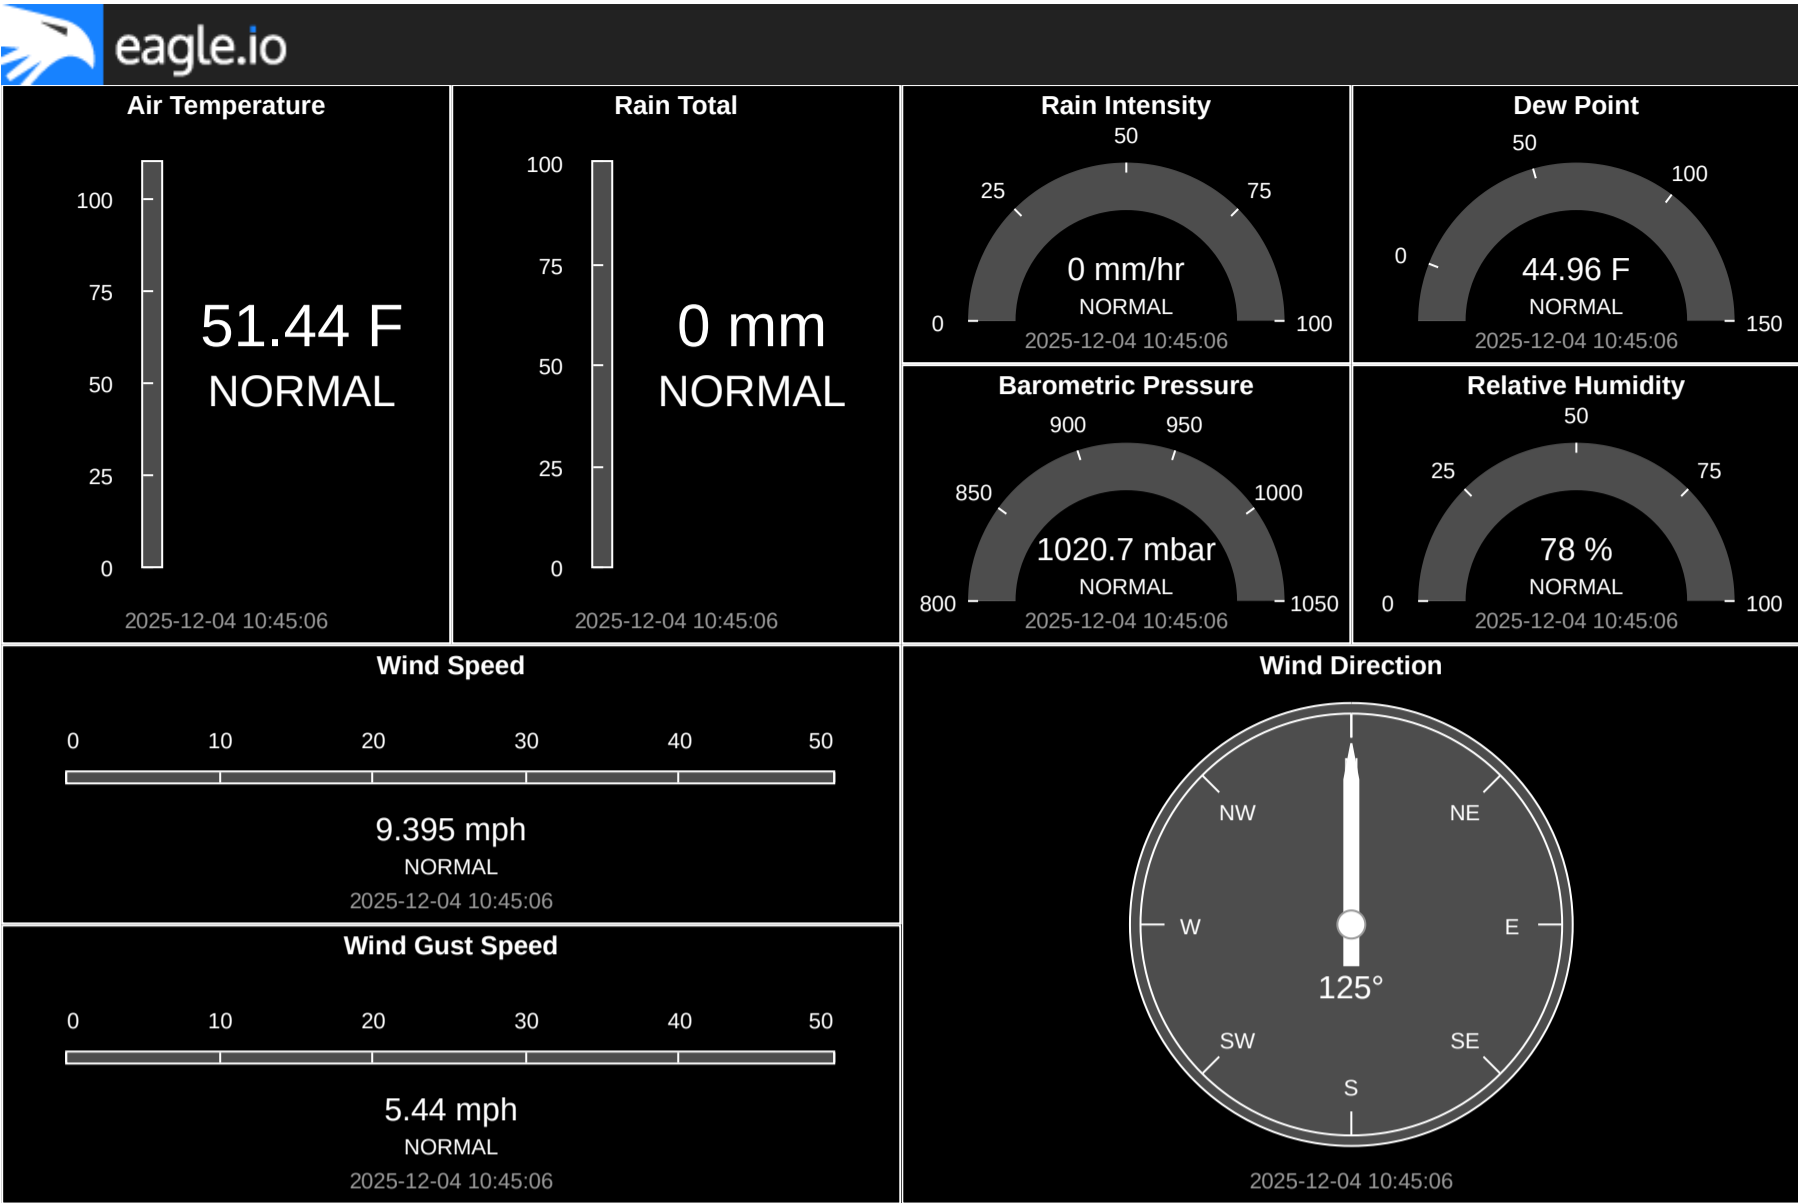 eagle.io
Air Temperature
100
75
50
25
0
51.44 F
NORMAL
2025-12-04 10:45:06
Rain Total
100
75
50
25
0
0 mm
NORMAL
2025-12-04 10:45:06
Rain Intensity
50
25
75
0
100
0 mm/hr
NORMAL
2025-12-04 10:45:06
Dew Point
50
100
0
150
44.96 F
NORMAL
2025-12-04 10:45:06
Barometric Pressure
900
950
850
1000
800
1050
1020.7 mbar
NORMAL
2025-12-04 10:45:06
Relative Humidity
50
25
75
0
100
78 %
NORMAL
2025-12-04 10:45:06
Wind Speed
0 10 20 30 40 50
9.395 mph
NORMAL
2025-12-04 10:45:06
Wind Gust Speed
0 10 20 30 40 50
5.44 mph
NORMAL
2025-12-04 10:45:06
Wind Direction
NW NE
W E
125°
SW SE
S
2025-12-04 10:45:06